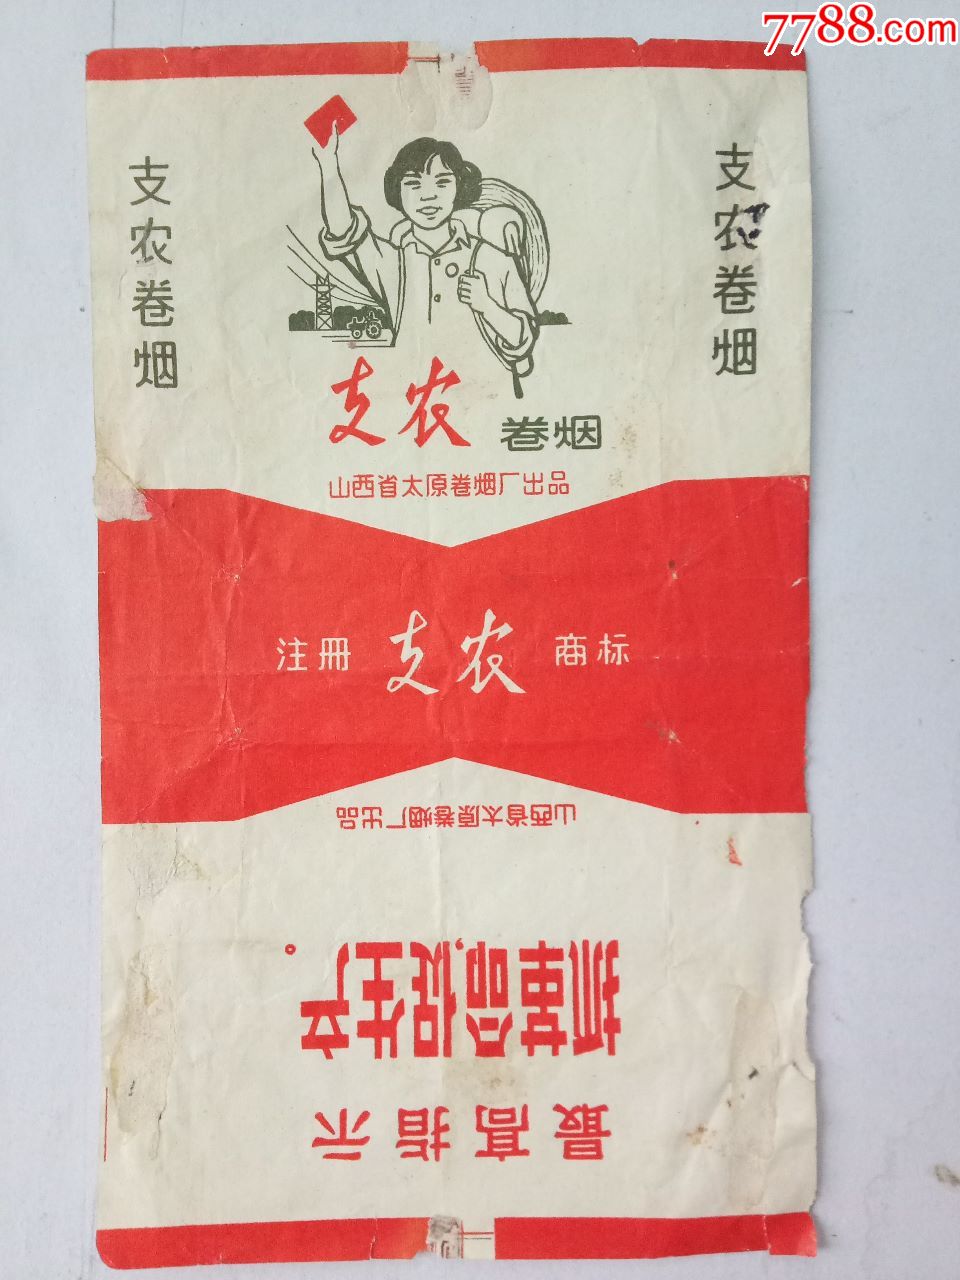 7788.com
支农卷烟
支农卷烟
支农 卷烟
山西省太原卷烟厂出品
注册 支农 商标
山西省太原卷烟厂出品
最高指示
抓革命，促生产。